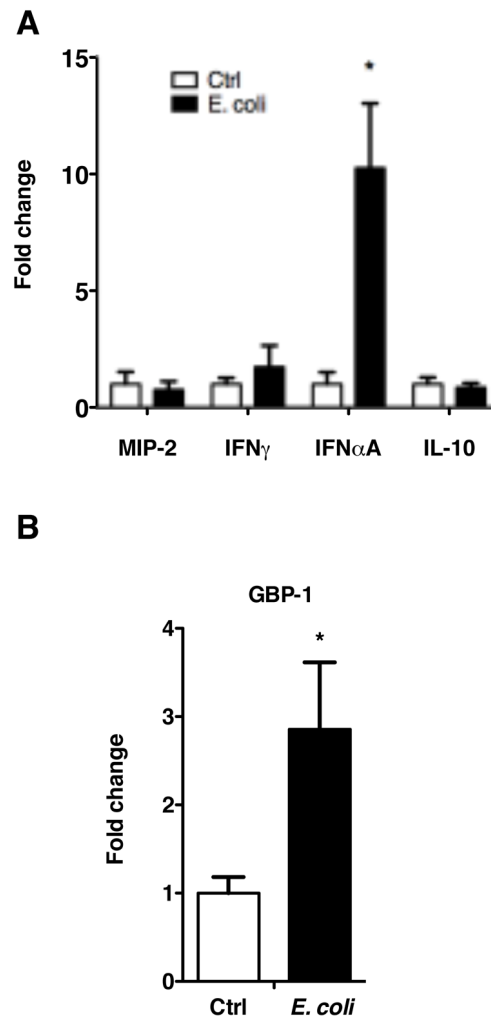 A
15
10
5
0
Fold change
Ctrl
E. coli
*
MIP-2 IFNγ IFNαA IL-10
B
GBP-1
4
3
2
1
0
Fold change
*
Ctrl E. coli